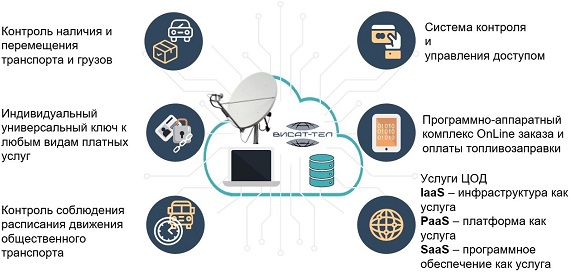 Контроль наличия и
перемещения
транспорта и грузов
Система контроля
и
управления доступом
ВИСАТ-ТЕЛ
Индивидуальный
универсальный ключ к
любым видам платных
услуг
Программно-аппаратный
комплекс OnLine заказа и
оплаты топливозаправки
Контроль соблюдения
расписания движения
общественного
транспорта
Услуги ЦОД
IaaS – инфраструктура как
услуга
PaaS – платформа как
услуга
SaaS – программное
обеспечение как услуга